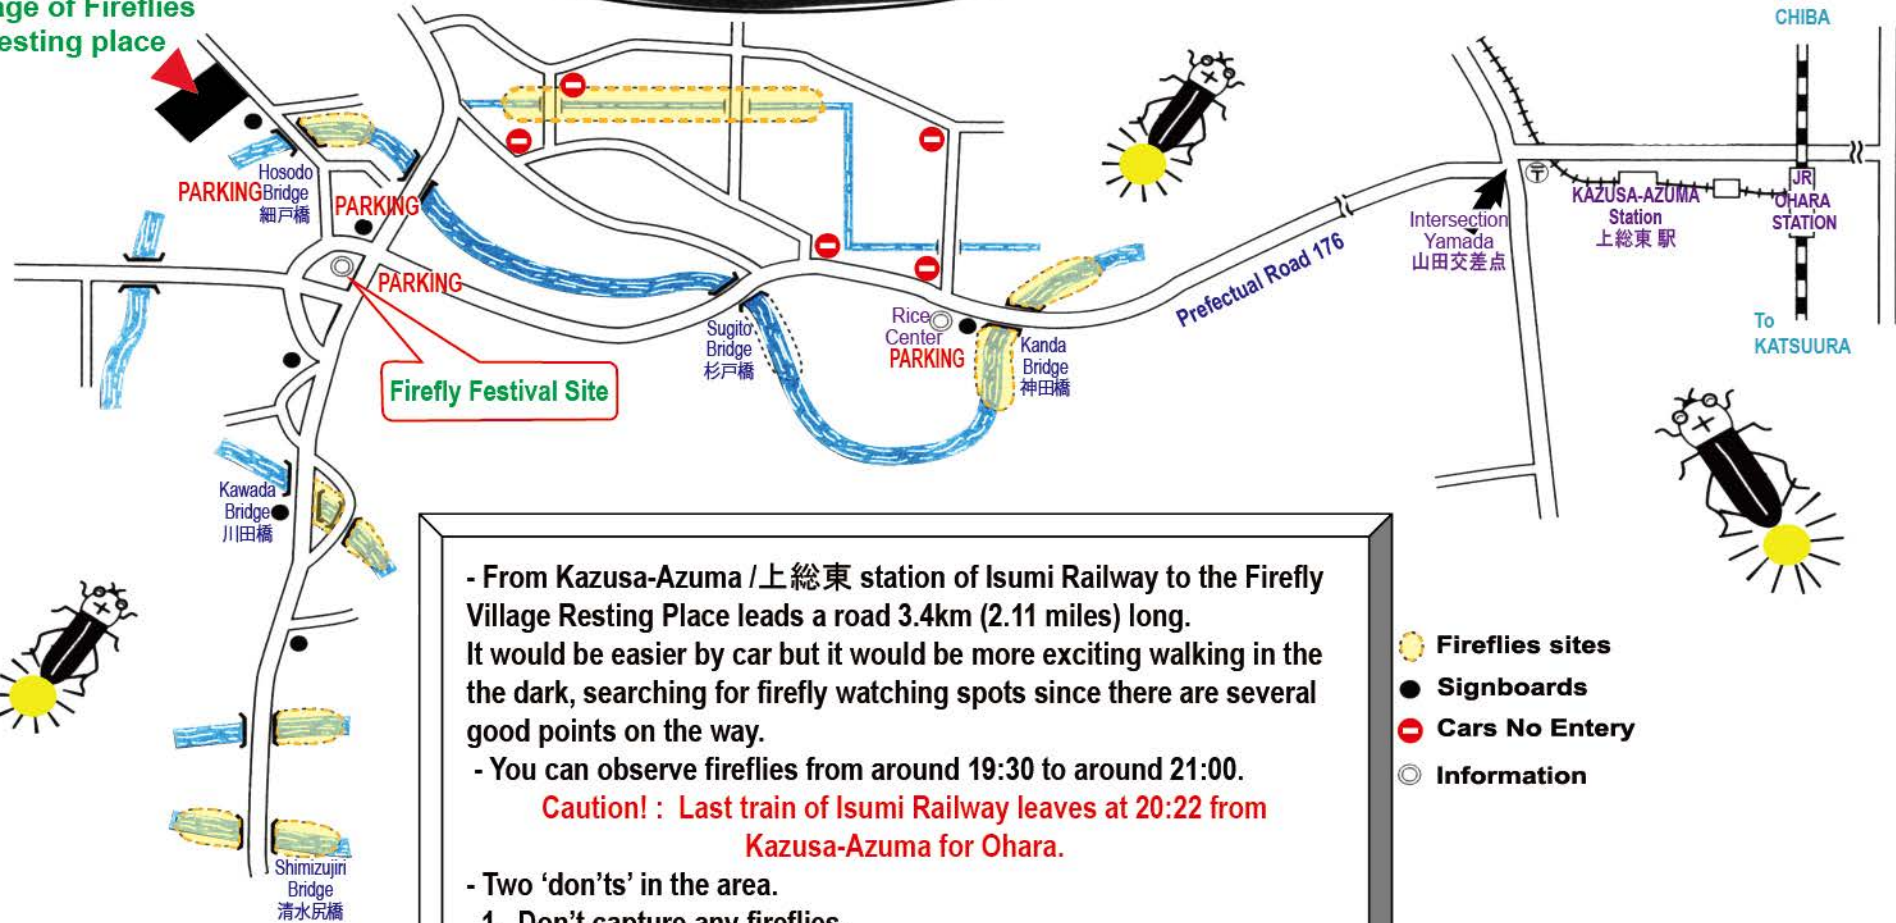 age of Fireflies
esting place
CHIBA
Hosodo
Bridge
細戸橋
PARKING
PARKING
PARKING
Firefly Festival Site
Sugito
Bridge
杉戸橋
Rice
Center
PARKING
Kanda
Bridge
神田橋
Prefectual Road 176
Intersection
Yamada
山田交差点
〒
KAZUSA-AZUMA
Station
上総東 駅
JR
OHARA
STATION
To
KATSUURA
Kawada
Bridge
川田橋
Shimizujiri
Bridge
清水尻橋
- From Kazusa-Azuma /上総東 station of Isumi Railway to the Firefly
Village Resting Place leads a road 3.4km (2.11 miles) long.
It would be easier by car but it would be more exciting walking in the
the dark, searching for firefly watching spots since there are several
good points on the way.
- You can observe fireflies from around 19:30 to around 21:00.
Caution! : Last train of Isumi Railway leaves at 20:22 from
Kazusa-Azuma for Ohara.
- Two ‘don’ts’ in the area.
1. Don’t capture any fireflies
Fireflies sites
Signboards
Cars No Entery
Information